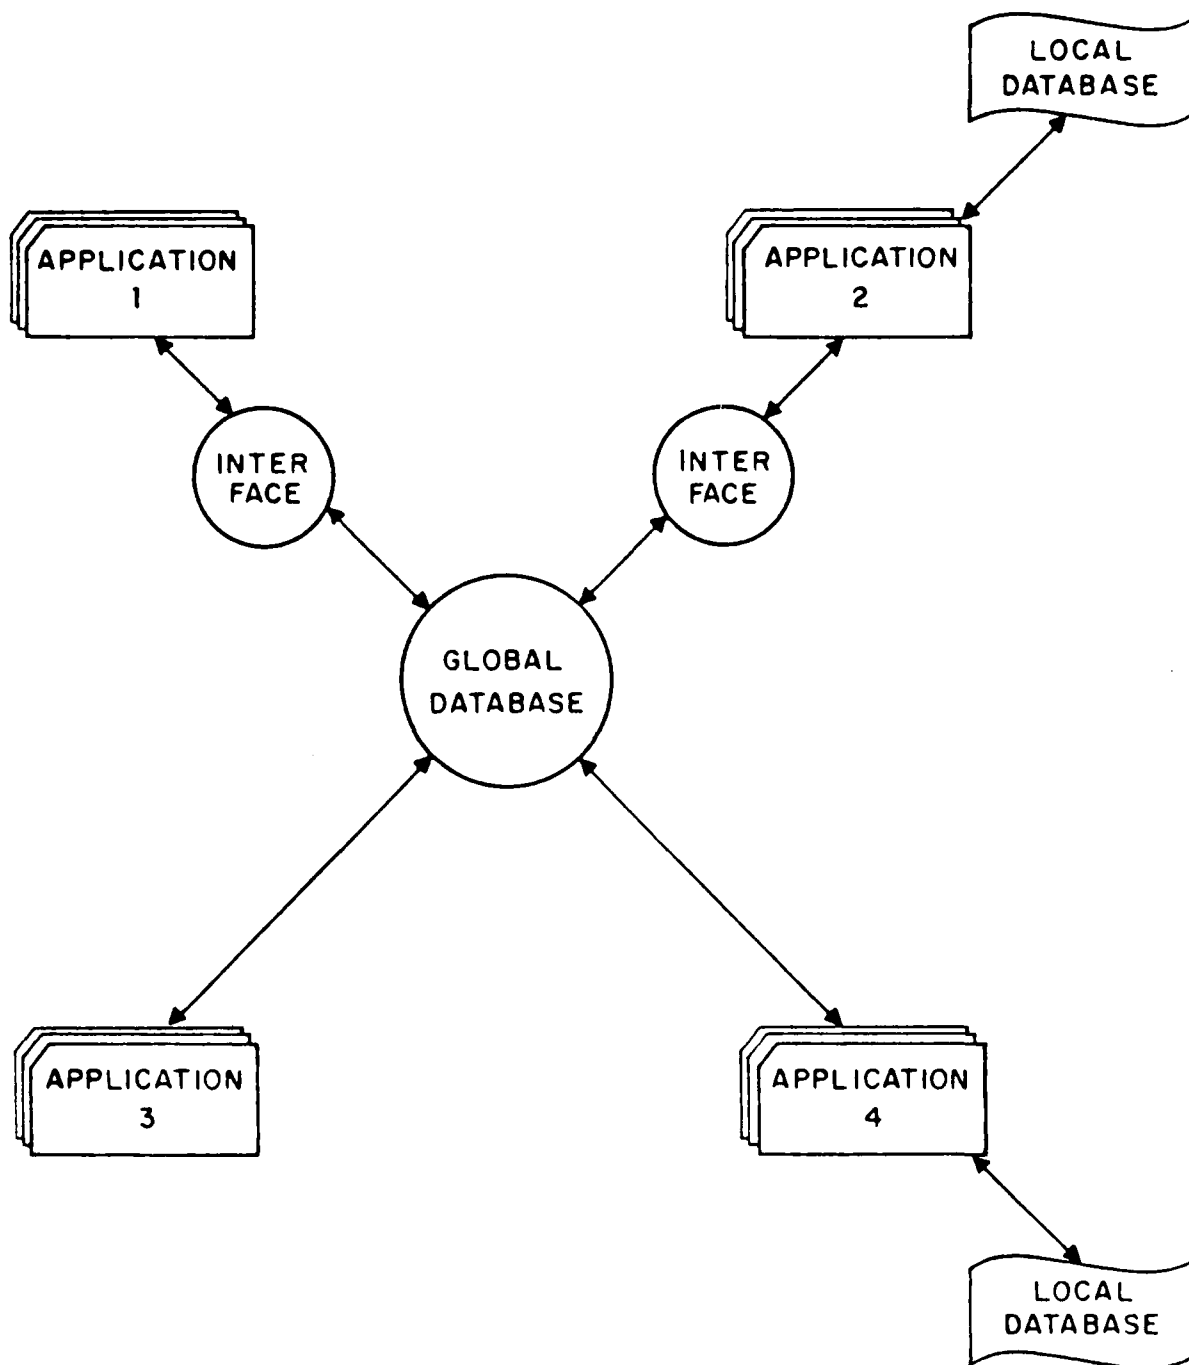 LOCAL
DATABASE
APPLICATION
1
APPLICATION
2
INTER
FACE
INTER
FACE
GLOBAL
DATABASE
APPLICATION
3
APPLICATION
4
LOCAL
DATABASE